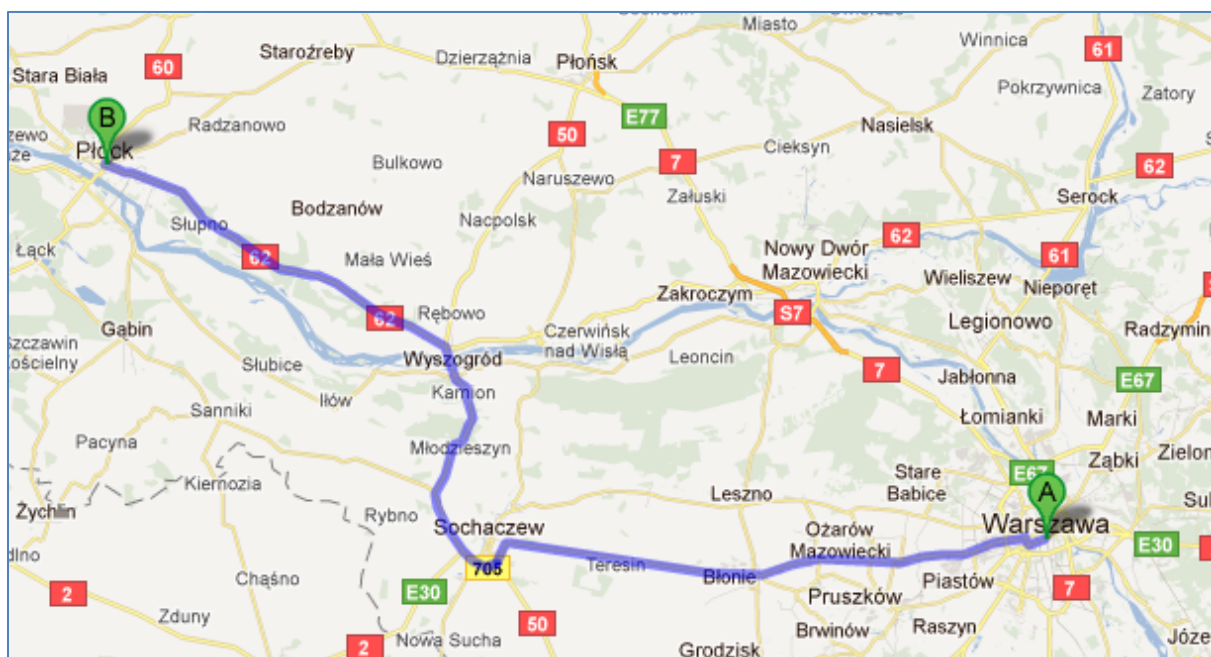 Winnica
61
Miasto
Staroźreby
Dzierzążnia
Płońsk
60
Stara Biała
Pokrzywnica
Zatory
E77
B
Radzanowo
50
Nasielsk
Płock
7
Cieksyn
62
Bulkowo
Naruszewo
Załuski
Serock
Bodzanów
Słupno
Nacpolsk
62
Nowy Dwór
Mazowiecki
61
Łąck
62
Mała Wieś
Wieliszew
Nieporęt
Zakroczym
S7
Rębowo
62
Gąbin
Czerwińsk
nad Wisłą
Legionowo
Radzymin
Szczawin
Kościelny
Wyszogród
Leoncin
Słubice
7
Jabłonna
Kamion
E67
Iłów
Sanniki
Łomianki
Marki
Pacyna
Młodzieszyn
Ząbki
E67
Kiernozia
Stare
Babice
A
Leszno
Żychlin
Rybno
Sochaczew
Ożarów
Mazowiecki
Warszawa
E30
705
Teresin
Błonie
Chąśno
E30
Piastów
2
7
Pruszków
Zduny
50
Brwinów
Raszyn
2
Nowa Sucha
Grodzisk